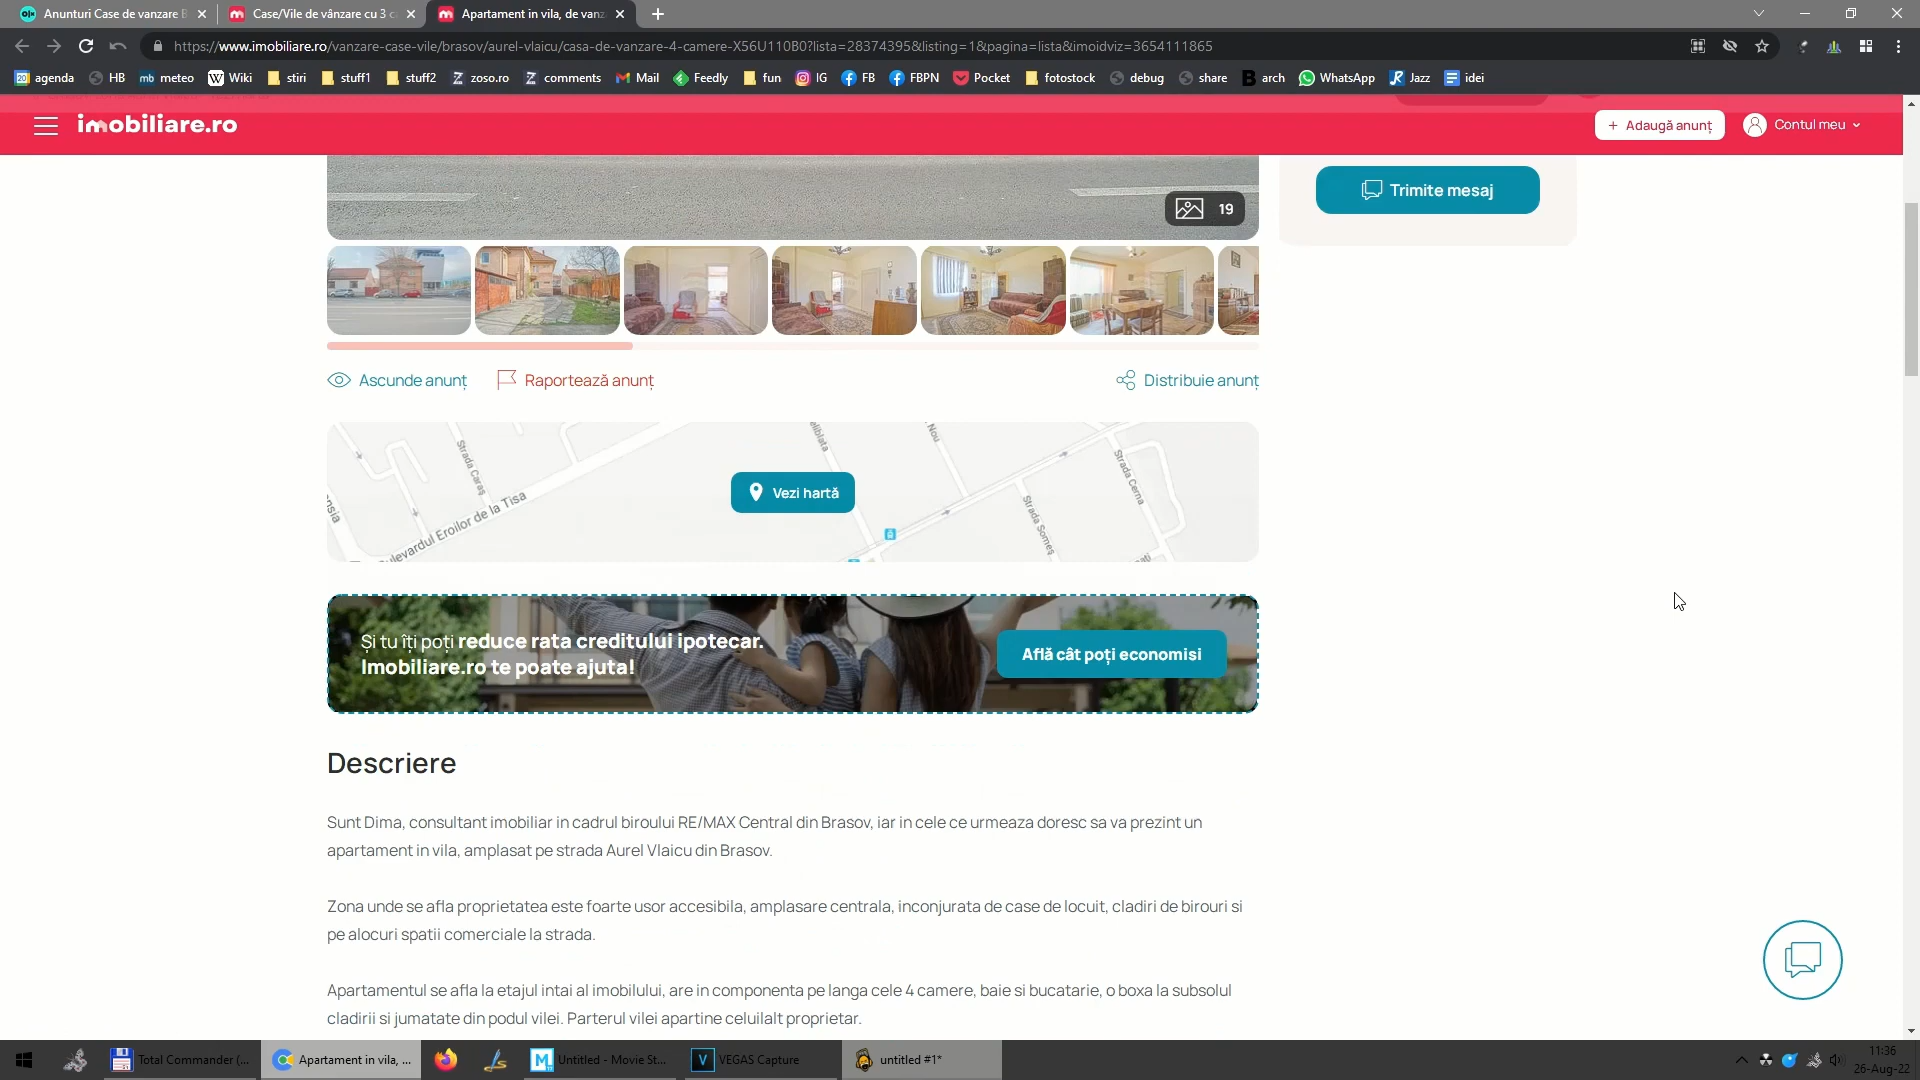 Anunturi Case de vanzare B
Case/Vile de vânzare cu 3 c
Apartament in vila, de vanz
https://www.imobiliare.ro/vanzare-case-vile/brasov/aurel-vlaicu/casa-de-vanzare-4-camere-X56U110B0?lista=28374395&listing=1&pagina=lista&imoidviz=3654111865
agenda HB mb meteo Wiki stiri stuff1 stuff2 zoso.ro comments Mail Feedly fun IG FB FBPN Pocket fotostock debug share arch WhatsApp Jazz idei
imobiliare.ro
+ Adaugă anunț
Contul meu
Trimite mesaj
19
Ascunde anunț
Raportează anunț
Distribuie anunț
Strada Caraș
Bulevardul Eroilor de la Tisa
Nou
Strada Someș
Strada Cerna
Vezi hartă
Și tu îți poți reduce rata creditului ipotecar.
Imobiliare.ro te poate ajuta!
Află cât poți economisi
Descriere
Sunt Dima, consultant imobiliar in cadrul biroului RE/MAX Central din Brasov, iar in cele ce urmeaza doresc sa va prezint un
apartament in vila, amplasat pe strada Aurel Vlaicu din Brasov.
Zona unde se afla proprietatea este foarte usor accesibila, amplasare centrala, inconjurata de case de locuit, cladiri de birouri si
pe alocuri spatii comerciale la strada.
Apartamentul se afla la etajul intai al imobilului, are in componenta pe langa cele 4 camere, baie si bucatarie, o boxa la subsolul
cladirii si jumatate din podul vilei. Parterul vilei apartine celuilalt proprietar.
Total Commander (...
Apartament in vila, ...
Untitled - Movie St...
VEGAS Capture
untitled #1*
11:36
26-Aug-22